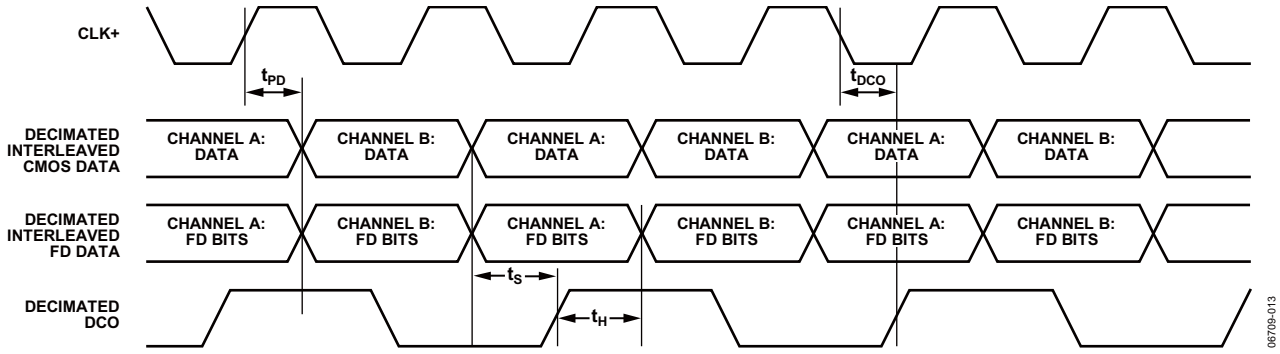 CLK+
tPD
tDCO
DECIMATED
INTERLEAVED
CMOS DATA
CHANNEL A:
DATA
CHANNEL B:
DATA
CHANNEL A:
DATA
CHANNEL B:
DATA
CHANNEL A:
DATA
CHANNEL B:
DATA
DECIMATED
INTERLEAVED
FD DATA
CHANNEL A:
FD BITS
CHANNEL B:
FD BITS
CHANNEL A:
FD BITS
CHANNEL B:
FD BITS
CHANNEL A:
FD BITS
CHANNEL B:
FD BITS
tS
DECIMATED
DCO
tH
06709-013